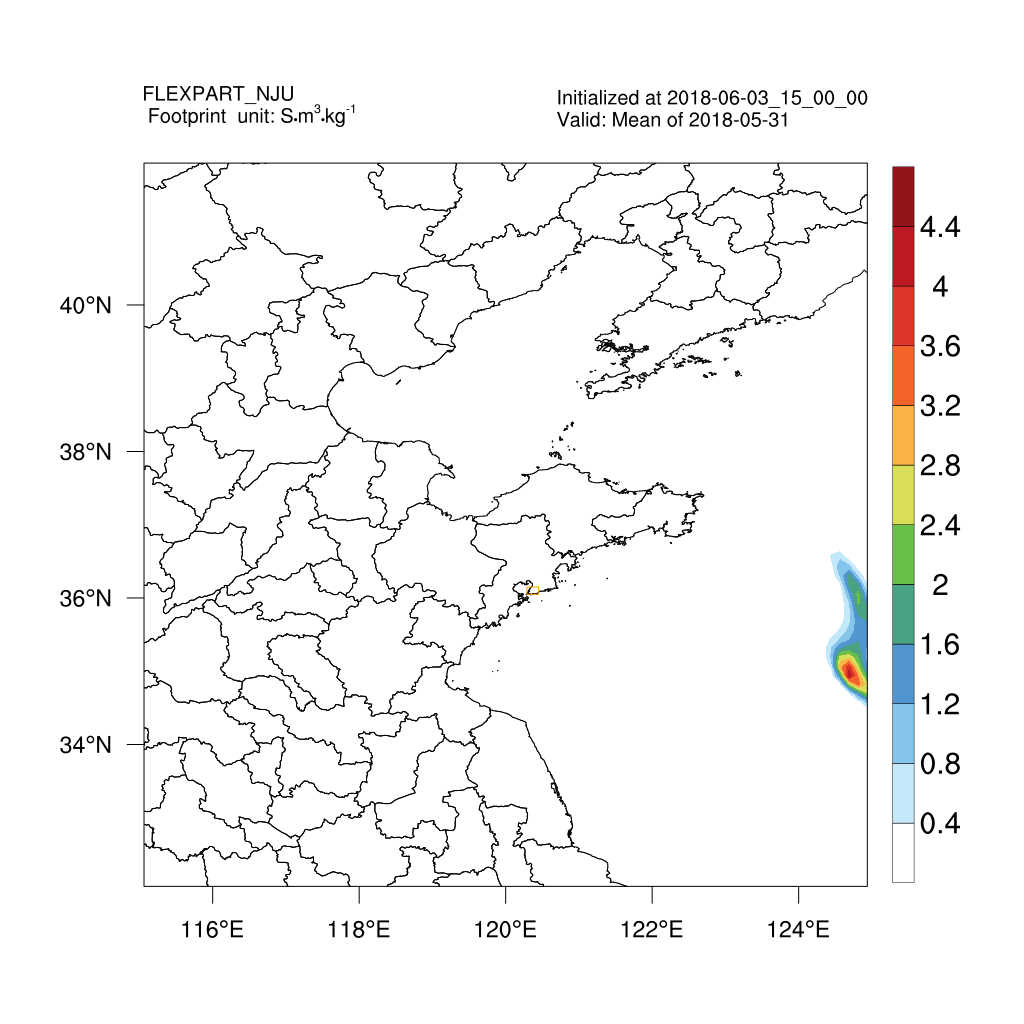 FLEXPART_NJU
Footprint unit: S•m³•kg⁻¹
Initialized at 2018-06-03_15_00_00
Valid: Mean of 2018-05-31
40°N
38°N
36°N
34°N
116°E
118°E
120°E
122°E
124°E
4.4
4
3.6
3.2
2.8
2.4
2
1.6
1.2
0.8
0.4